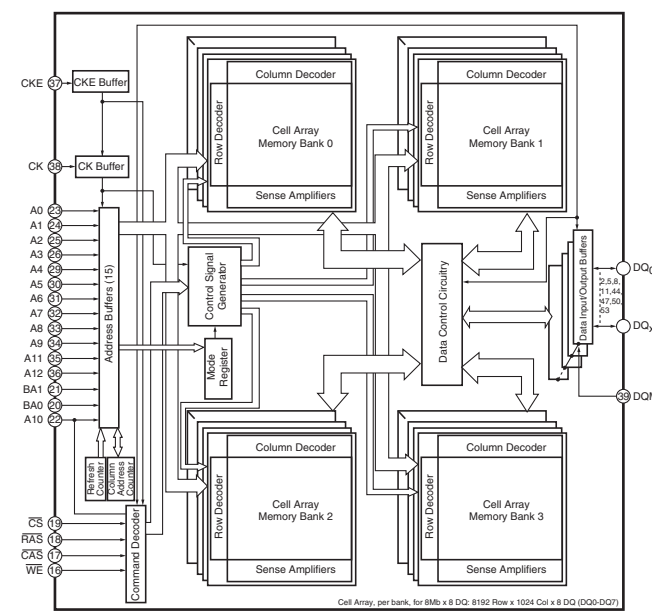 CKE 37 CKE Buffer
CK 38 CK Buffer
A0 23
A1 24
A2 25
A3 26
A4 29
A5 30
A6 31
A7 32
A8 33
A9 34
A11 35
A12 36
BA1 21
BA0 20
A10 22
Address Buffers (15)
Refresh
Counter
Column
Address
Counter
CS 19
RAS 18
CAS 17
WE 16
Command Decoder
Control Signal
Generator
Mode
Register
Column Decoder
Row Decoder
Cell Array
Memory Bank 0
Sense Amplifiers
Column Decoder
Row Decoder
Cell Array
Memory Bank 1
Sense Amplifiers
Data Control Circuitry
Data Input/Output Buffers
DQ
2,5,8,
11,44,
47,50,
53
DQ
39 DQM
Column Decoder
Row Decoder
Cell Array
Memory Bank 2
Sense Amplifiers
Column Decoder
Row Decoder
Cell Array
Memory Bank 3
Sense Amplifiers
Cell Array, per bank, for 8Mb x 8 DQ: 8192 Row x 1024 Col x 8 DQ (DQ0-DQ7)